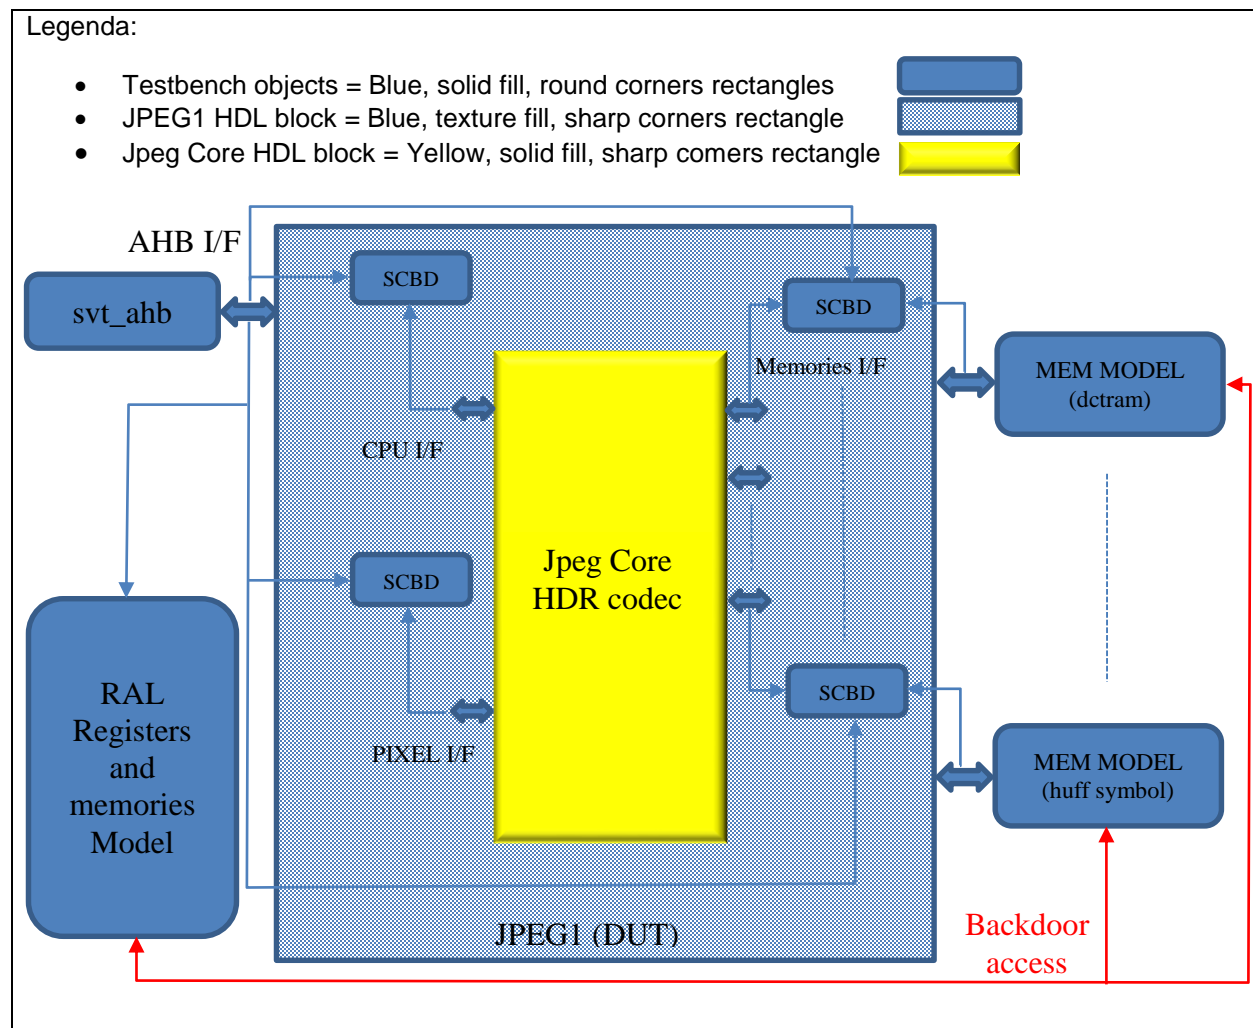 Legenda:
• Testbench objects = Blue, solid fill, round corners rectangles
• JPEG1 HDL block = Blue, texture fill, sharp corners rectangle
• Jpeg Core HDL block = Yellow, solid fill, sharp corners rectangle
AHB I/F
svt_ahb
SCBD
SCBD
Memories I/F
MEM MODEL
(dctram)
CPU I/F
Jpeg Core
HDR codec
SCBD
SCBD
RAL
Registers
and
memories
Model
PIXEL I/F
MEM MODEL
(huff symbol)
JPEG1 (DUT)
Backdoor
access